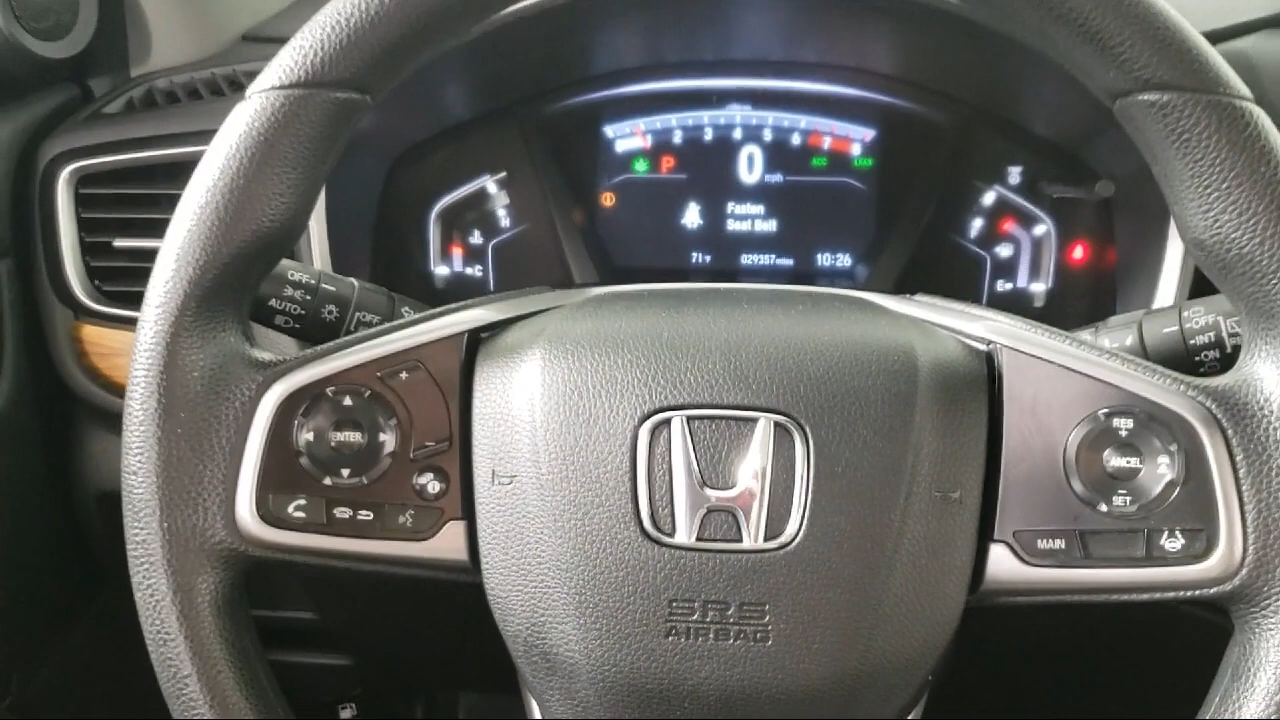 1 2 3 4 5 6 7 8
P 0 mph ACC LKAS
H
Fasten
Seat Belt
C
71°F 029357 miles 10:26
E
OFF
AUTO
OFF
OFF
INT
ON
+
ENTER
-
RES
+
CANCEL
-
SET
MAIN
SRS
AIRBAG